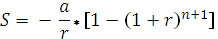 S = − a/r * [1 − (1 + r)ⁿ⁺¹]